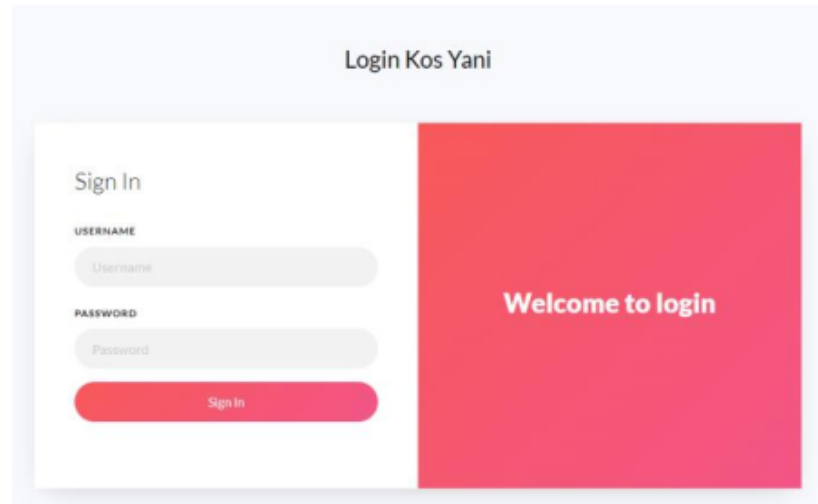 Login Kos Yani
Sign In
USERNAME
Username
PASSWORD
Password
Sign In
Welcome to login